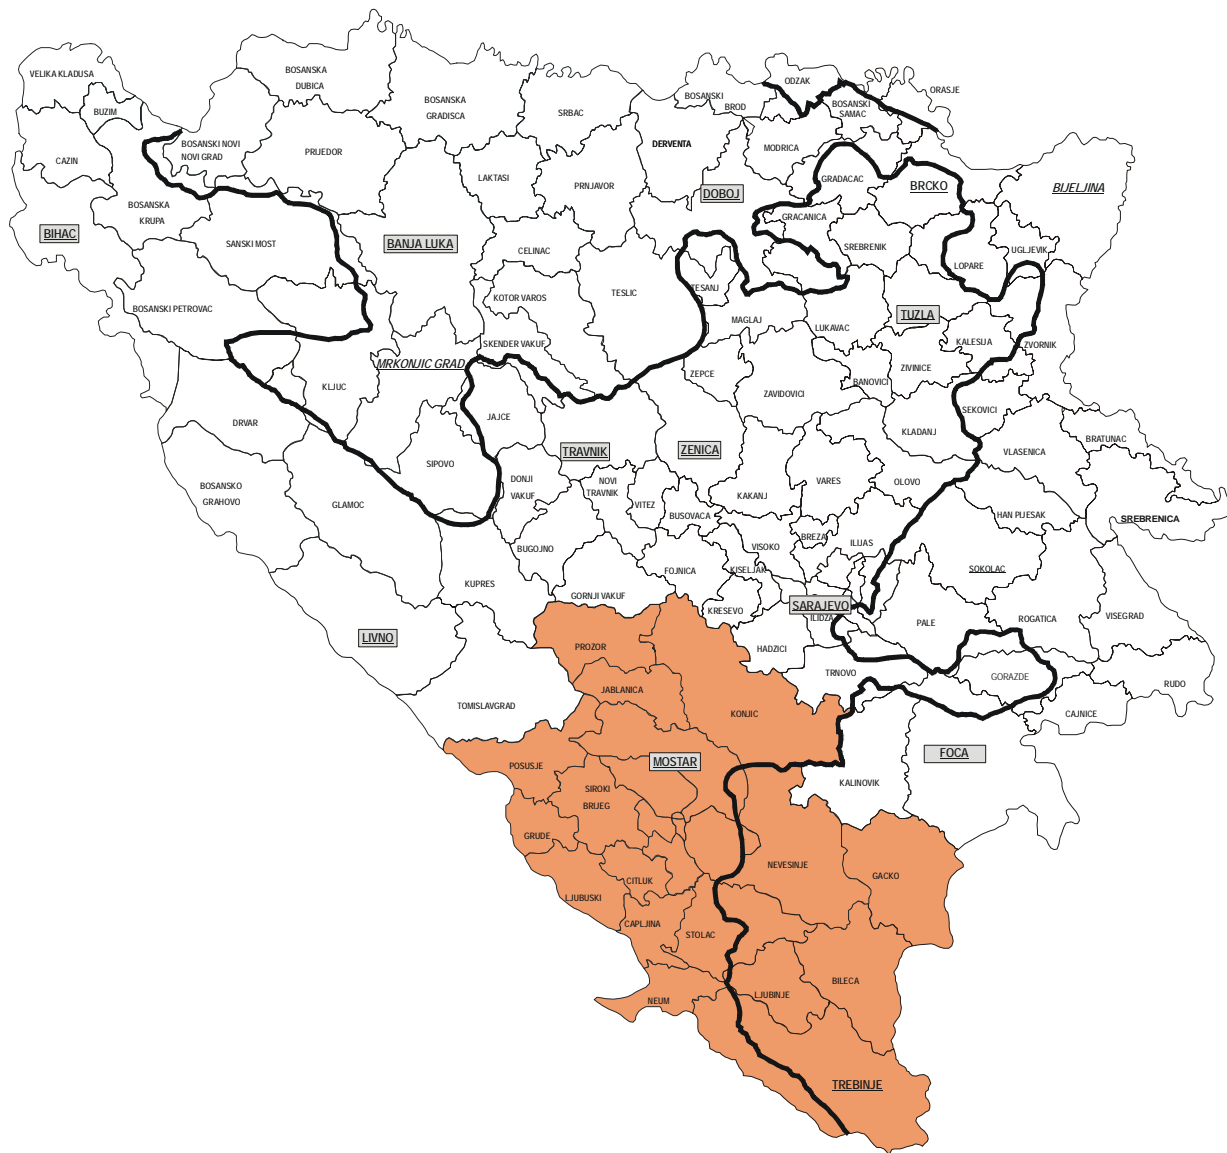 VELIKA KLADUSA
BUZIM
CAZIN
BIHAC
BOSANSKA
KRUPA
BOSANSKI NOVI
NOVI GRAD
BOSANSKA
DUBICA
PRIJEDOR
SANSKI MOST
BOSANSKI PETROVAC
BOSANSKA
GRADISCA
BANJA LUKA
LAKTASI
SRBAC
PRNJAVOR
CELINAC
KOTOR VAROS
SKENDER VAKUF
TESLIC
DERVENTA
BOSANSKI
BROD
ODZAK
BOSANSKI
SAMAC
ORASJE
MODRICA
DOBOJ
GRADACAC
BRCKO
BIJELJINA
GRACANICA
SREBRENIK
LOPARE
UGLJEVIK
TESANJ
MAGLAJ
LUKAVAC
TUZLA
KALESIJA
ZVORNIK
ZIVINICE
BANOVICI
ZEPCE
ZAVIDOVICI
KLADANJ
SEKOVICI
VLASENICA
BRATUNAC
SREBRENICA
MRKONJIC GRAD
KLJUC
DRVAR
SIPOVO
JAJCE
BOSANSKO
GRAHOVO
GLAMOC
TRAVNIK
ZENICA
DONJI
VAKUF
NOVI
TRAVNIK
VITEZ
BUSOVACA
KAKANJ
VARES
OLOVO
HAN PIJESAK
BUGOJNO
VISOKO
BREZA
ILIJAS
FOJNICA
KISELJAK
SOKOLAC
KUPRES
GORNJI VAKUF
KRESEVO
SARAJEVO
ILIDZA
PALE
ROGATICA
VISEGRAD
LIVNO
HADZICI
TRNOVO
GORAZDE
RUDO
CAJNICE
PROZOR
JABLANICA
KONJIC
TOMISLAVGRAD
FOCA
KALINOVIK
POSUSJE
MOSTAR
SIROKI
BRIJEG
GRUDE
NEVESINJE
GACKO
CITLUK
LJUBUSKI
CAPLJINA
STOLAC
BILECA
LJUBINJE
NEUM
TREBINJE